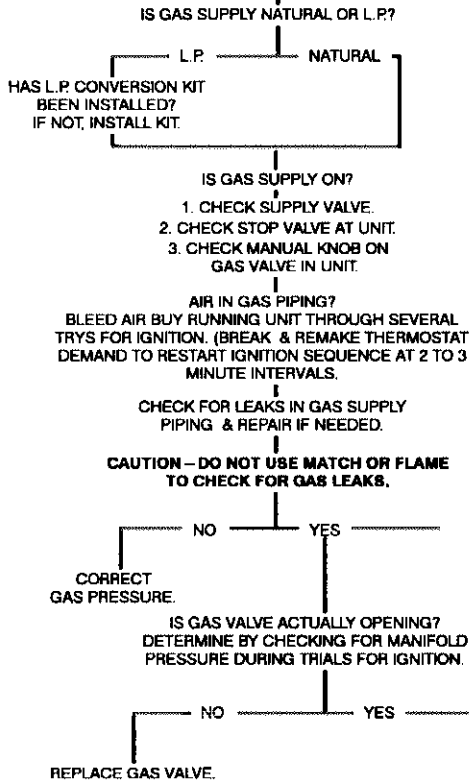 IS GAS SUPPLY NATURAL OR L.P.?
L.P. NATURAL
HAS L.P. CONVERSION KIT
BEEN INSTALLED?
IF NOT, INSTALL KIT.
IS GAS SUPPLY ON?
1. CHECK SUPPLY VALVE.
2. CHECK STOP VALVE AT UNIT.
3. CHECK MANUAL KNOB ON
GAS VALVE IN UNIT.
AIR IN GAS PIPING?
BLEED AIR BUY RUNNING UNIT THROUGH SEVERAL
TRYS FOR IGNITION. (BREAK & REMAKE THERMOSTAT
DEMAND TO RESTART IGNITION SEQUENCE AT 2 TO 3
MINUTE INTERVALS.
CHECK FOR LEAKS IN GAS SUPPLY
PIPING & REPAIR IF NEEDED.
CAUTION – DO NOT USE MATCH OR FLAME
TO CHECK FOR GAS LEAKS.
NO YES
CORRECT
GAS PRESSURE.
IS GAS VALVE ACTUALLY OPENING?
DETERMINE BY CHECKING FOR MANIFOLD
PRESSURE DURING TRIALS FOR IGNITION.
NO YES
REPLACE GAS VALVE.